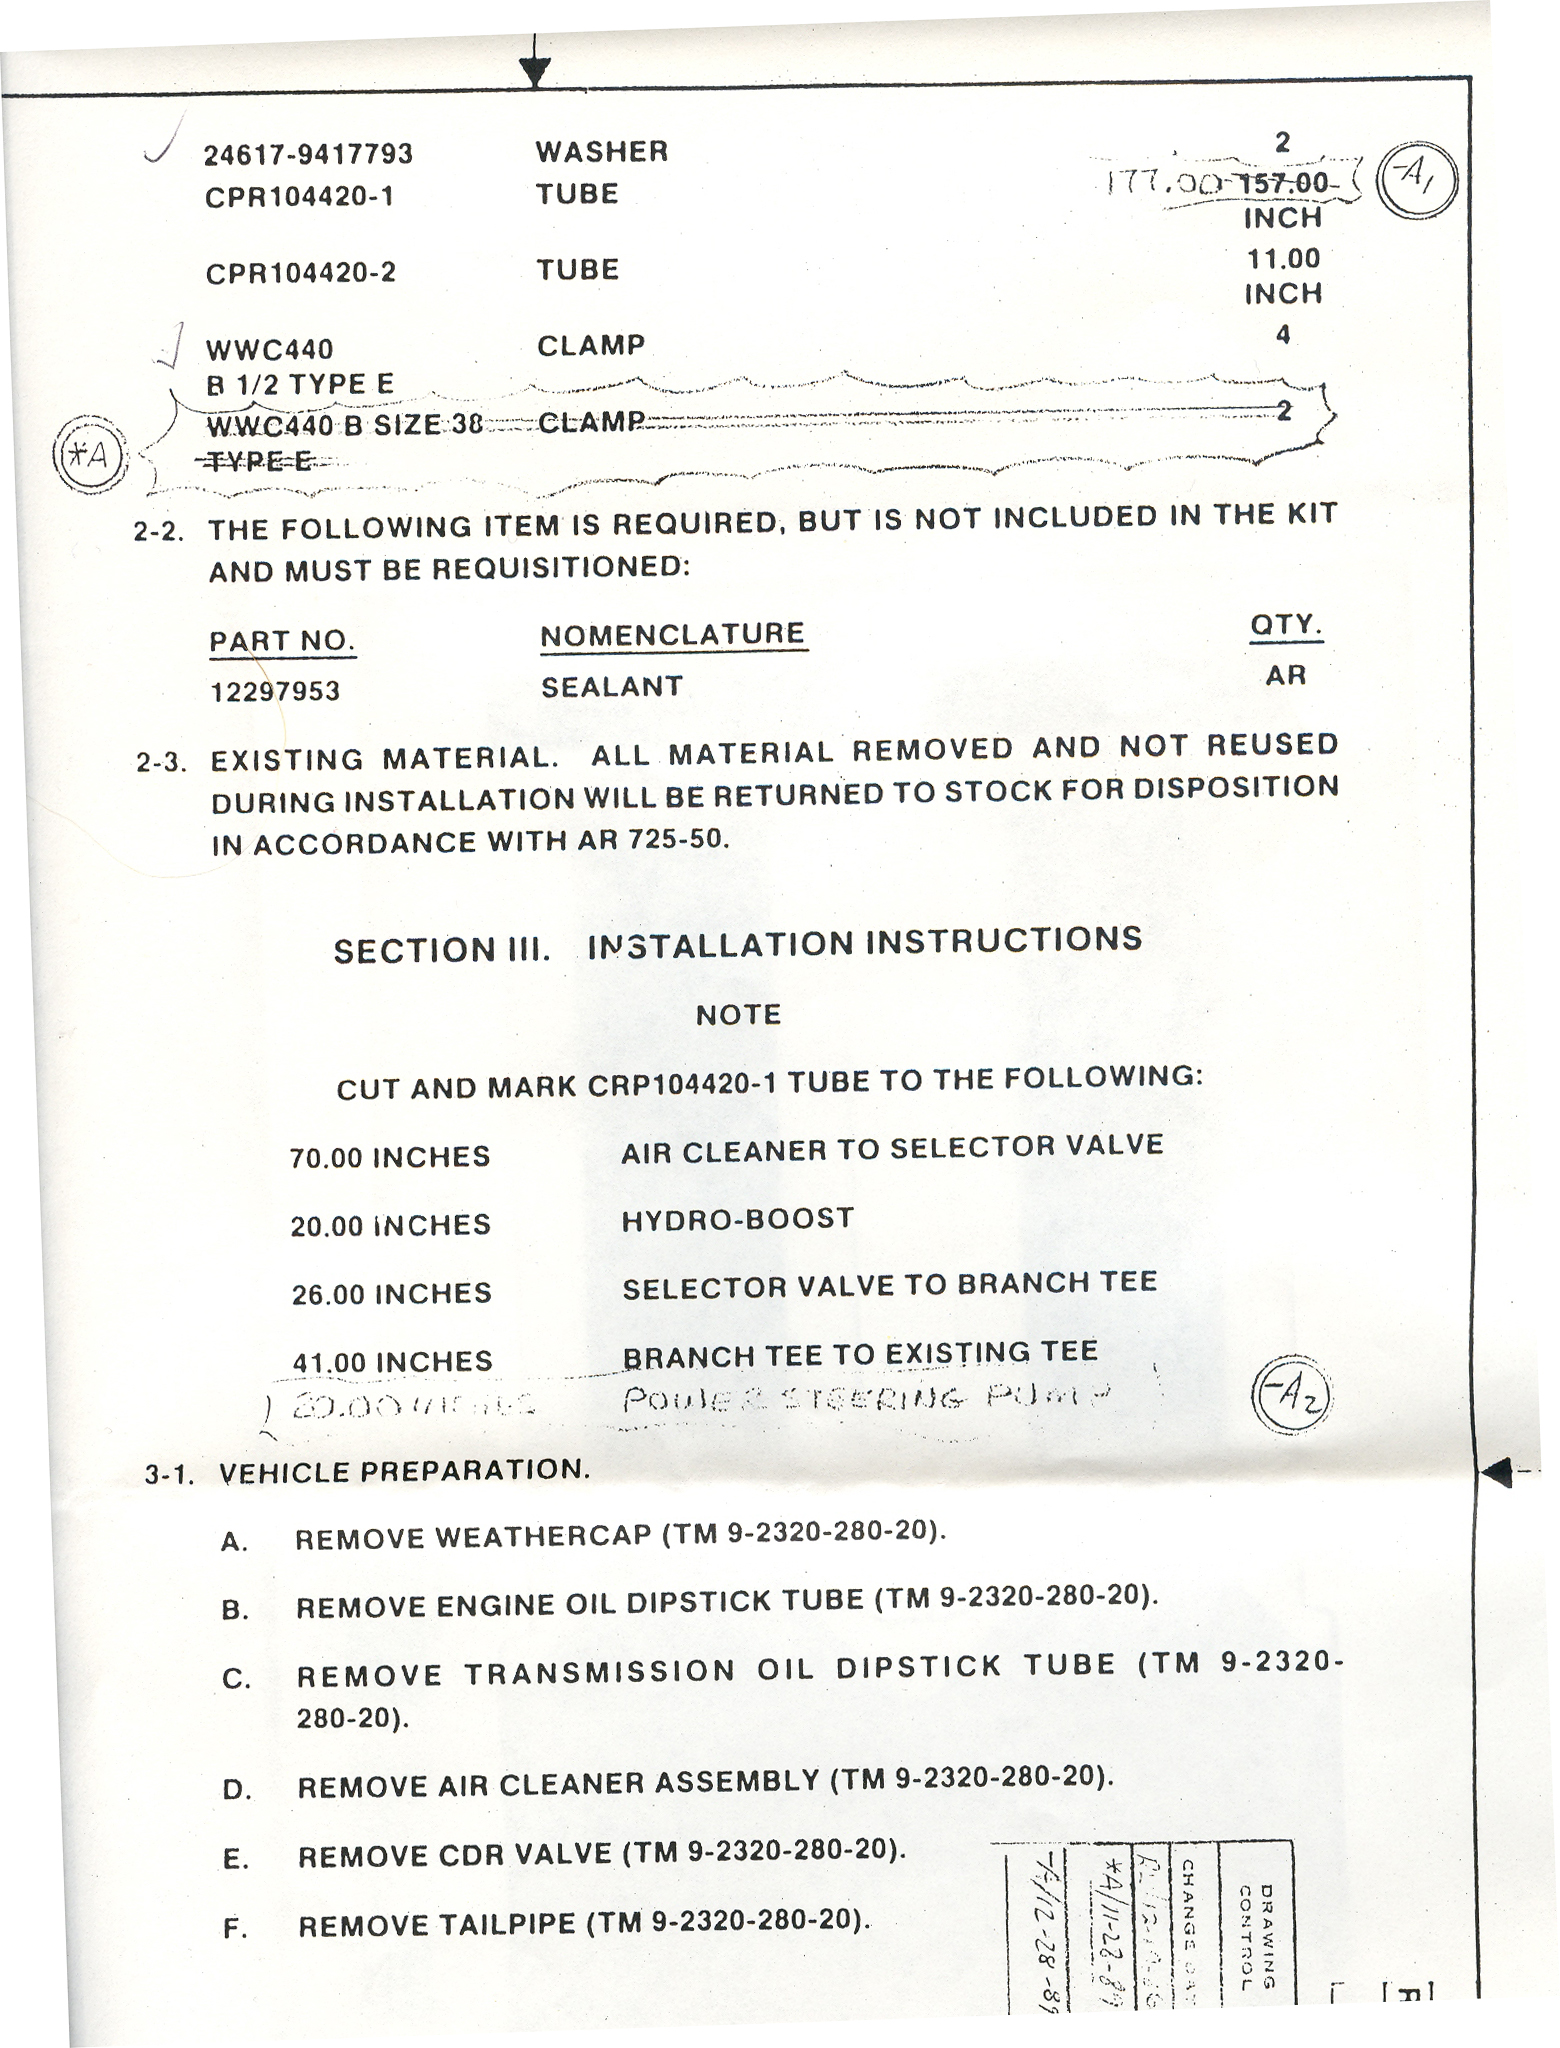 24617-9417793 WASHER 2
CPR104420-1 TUBE 177.00 157.00
INCH
CPR104420-2 TUBE 11.00
INCH
-A1
WWC440 CLAMP 4
B 1/2 TYPE E
WWC440 B SIZE 38 CLAMP 2
TYPE E
*A
2-2. THE FOLLOWING ITEM IS REQUIRED, BUT IS NOT INCLUDED IN THE KIT
AND MUST BE REQUISITIONED:
PART NO. NOMENCLATURE QTY.
12297953 SEALANT AR
2-3. EXISTING MATERIAL. ALL MATERIAL REMOVED AND NOT REUSED
DURING INSTALLATION WILL BE RETURNED TO STOCK FOR DISPOSITION
IN ACCORDANCE WITH AR 725-50.
SECTION III. INSTALLATION INSTRUCTIONS
NOTE
CUT AND MARK CRP104420-1 TUBE TO THE FOLLOWING:
70.00 INCHES AIR CLEANER TO SELECTOR VALVE
20.00 INCHES HYDRO-BOOST
26.00 INCHES SELECTOR VALVE TO BRANCH TEE
41.00 INCHES BRANCH TEE TO EXISTING TEE
20.00 INCHES POWER STEERING PUMP
-A2
3-1. VEHICLE PREPARATION.
A. REMOVE WEATHERCAP (TM 9-2320-280-20).
B. REMOVE ENGINE OIL DIPSTICK TUBE (TM 9-2320-280-20).
C. REMOVE TRANSMISSION OIL DIPSTICK TUBE (TM 9-2320-
280-20).
D. REMOVE AIR CLEANER ASSEMBLY (TM 9-2320-280-20).
E. REMOVE CDR VALVE (TM 9-2320-280-20).
F. REMOVE TAILPIPE (TM 9-2320-280-20).
DRAWING
CONTROL
CHANGE
*A/11-22-89
-A/12-28-89